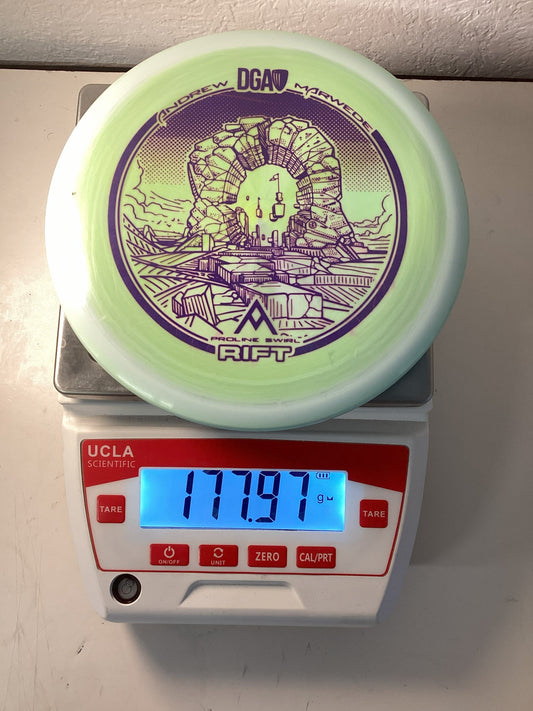 DGA
ANDREW MARWEDE
PROLINE SWIRL
RIFT
UCLA
SCIENTIFIC
177.97 g
TARE
TARE
ON/OFF
UNIT
ZERO
CAL/PRT